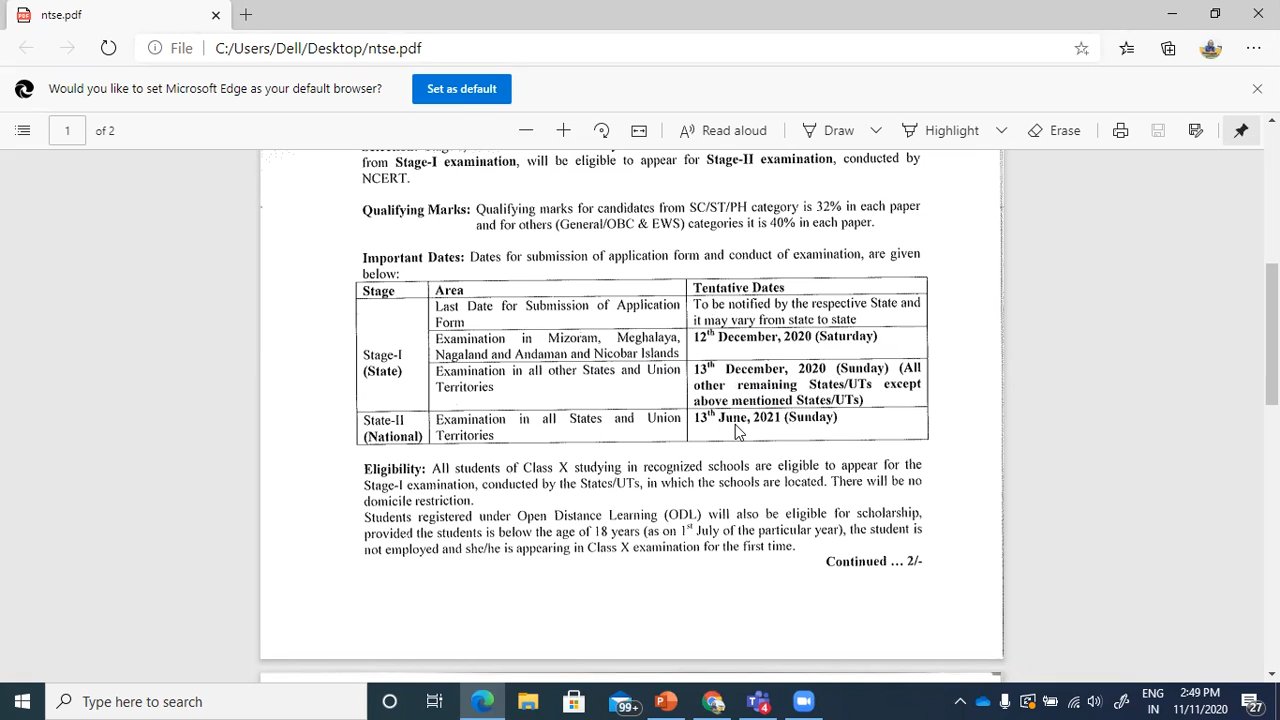 ntse.pdf
File
C:/Users/Dell/Desktop/ntse.pdf
Would you like to set Microsoft Edge as your default browser?
Set as default
1
of 2
Read aloud
Draw
Highlight
Erase
from Stage-I examination, will be eligible to appear for Stage-II examination, conducted by
NCERT.
Qualifying Marks: Qualifying marks for candidates from SC/ST/PH category is 32% in each paper
and for others (General/OBC & EWS) categories it is 40% in each paper.
Important Dates: Dates for submission of application form and conduct of examination, are given
below:
Stage Area Tentative Dates
Last Date for Submission of Application
Form
To be notified by the respective State and
it may vary from state to state
Stage-I
(State)
Examination in Mizoram, Meghalaya,
Nagaland and Andaman and Nicobar Islands
12th December, 2020 (Saturday)
Examination in all other States and Union
Territories
13th December, 2020 (Sunday) (All
other remaining States/UTs except
above mentioned States/UTs)
State-II
(National)
Examination in all States and Union
Territories
13th June, 2021 (Sunday)
Eligibility: All students of Class X studying in recognized schools are eligible to appear for the
Stage-I examination, conducted by the States/UTs, in which the schools are located. There will be no
domicile restriction.
Students registered under Open Distance Learning (ODL) will also be eligible for scholarship,
provided the students is below the age of 18 years (as on 1st July of the particular year), the student is
not employed and she/he is appearing in Class X examination for the first time.
Continued ... 2/-
Type here to search
99+
4
ENG
IN
2:49 PM
11/11/2020
27